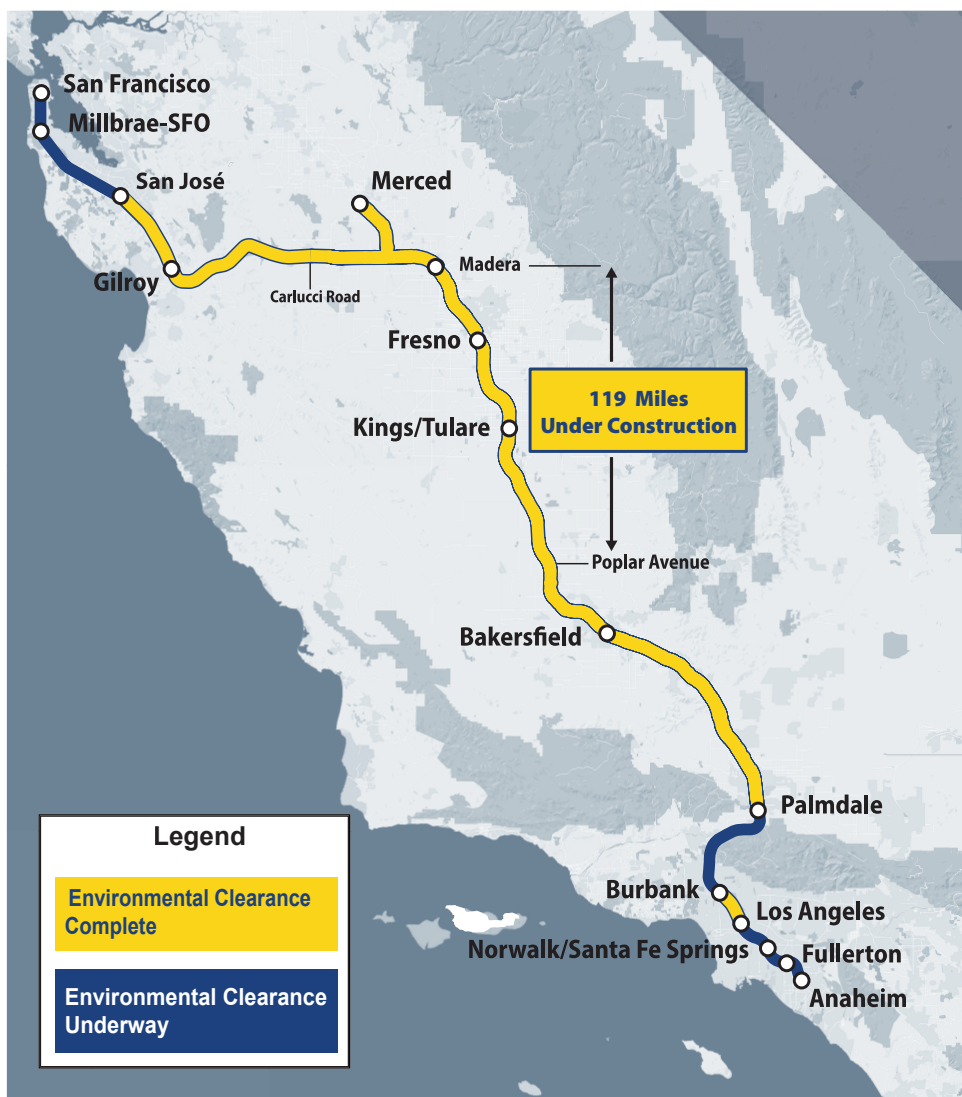 San Francisco
Millbrae-SFO
San José
Merced
Gilroy
Madera
Carlucci Road
Fresno
119 Miles
Under Construction
Kings/Tulare
Poplar Avenue
Bakersfield
Palmdale
Legend
Environmental Clearance
Complete
Environmental Clearance
Underway
Burbank
Los Angeles
Norwalk/Santa Fe Springs
Fullerton
Anaheim